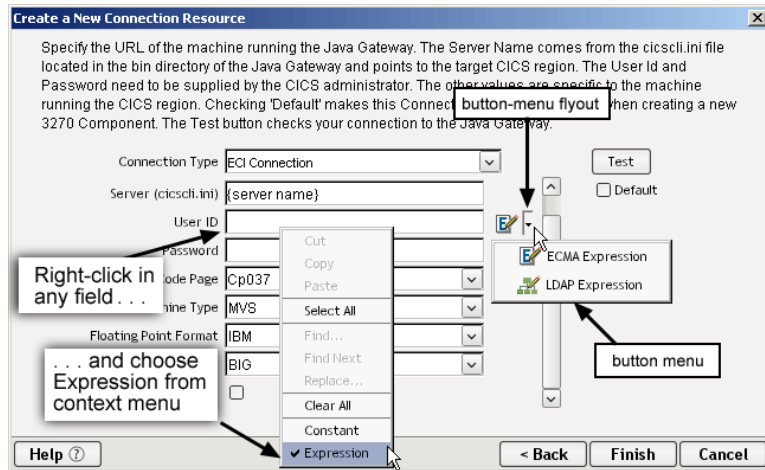 Create a New Connection Resource
Specify the URL of the machine running the Java Gateway. The Server Name comes from the cicscli.ini file
located in the bin directory of the Java Gateway and points to the target CICS region. The User Id and
Password need to be supplied by the CICS administrator. The other values are specific to the machine
running the CICS region. Checking 'Default' makes this Connect when creating a new
3270 Component. The Test button checks your connection to the Java Gateway.
button-menu flyout
Connection Type ECI Connection Test
Server (cicscli.ini) {server name} Default
User ID
Password
Code Page Cp037
MVS
Floating Point Format IBM
BIG
Right-click in
any field . . .
. . . and choose
Expression from
context menu
Cut
Copy
Paste
Select All
Find...
Find Next
Replace...
Clear All
Constant
Expression
ECMA Expression
LDAP Expression
button menu
Help
< Back Finish Cancel